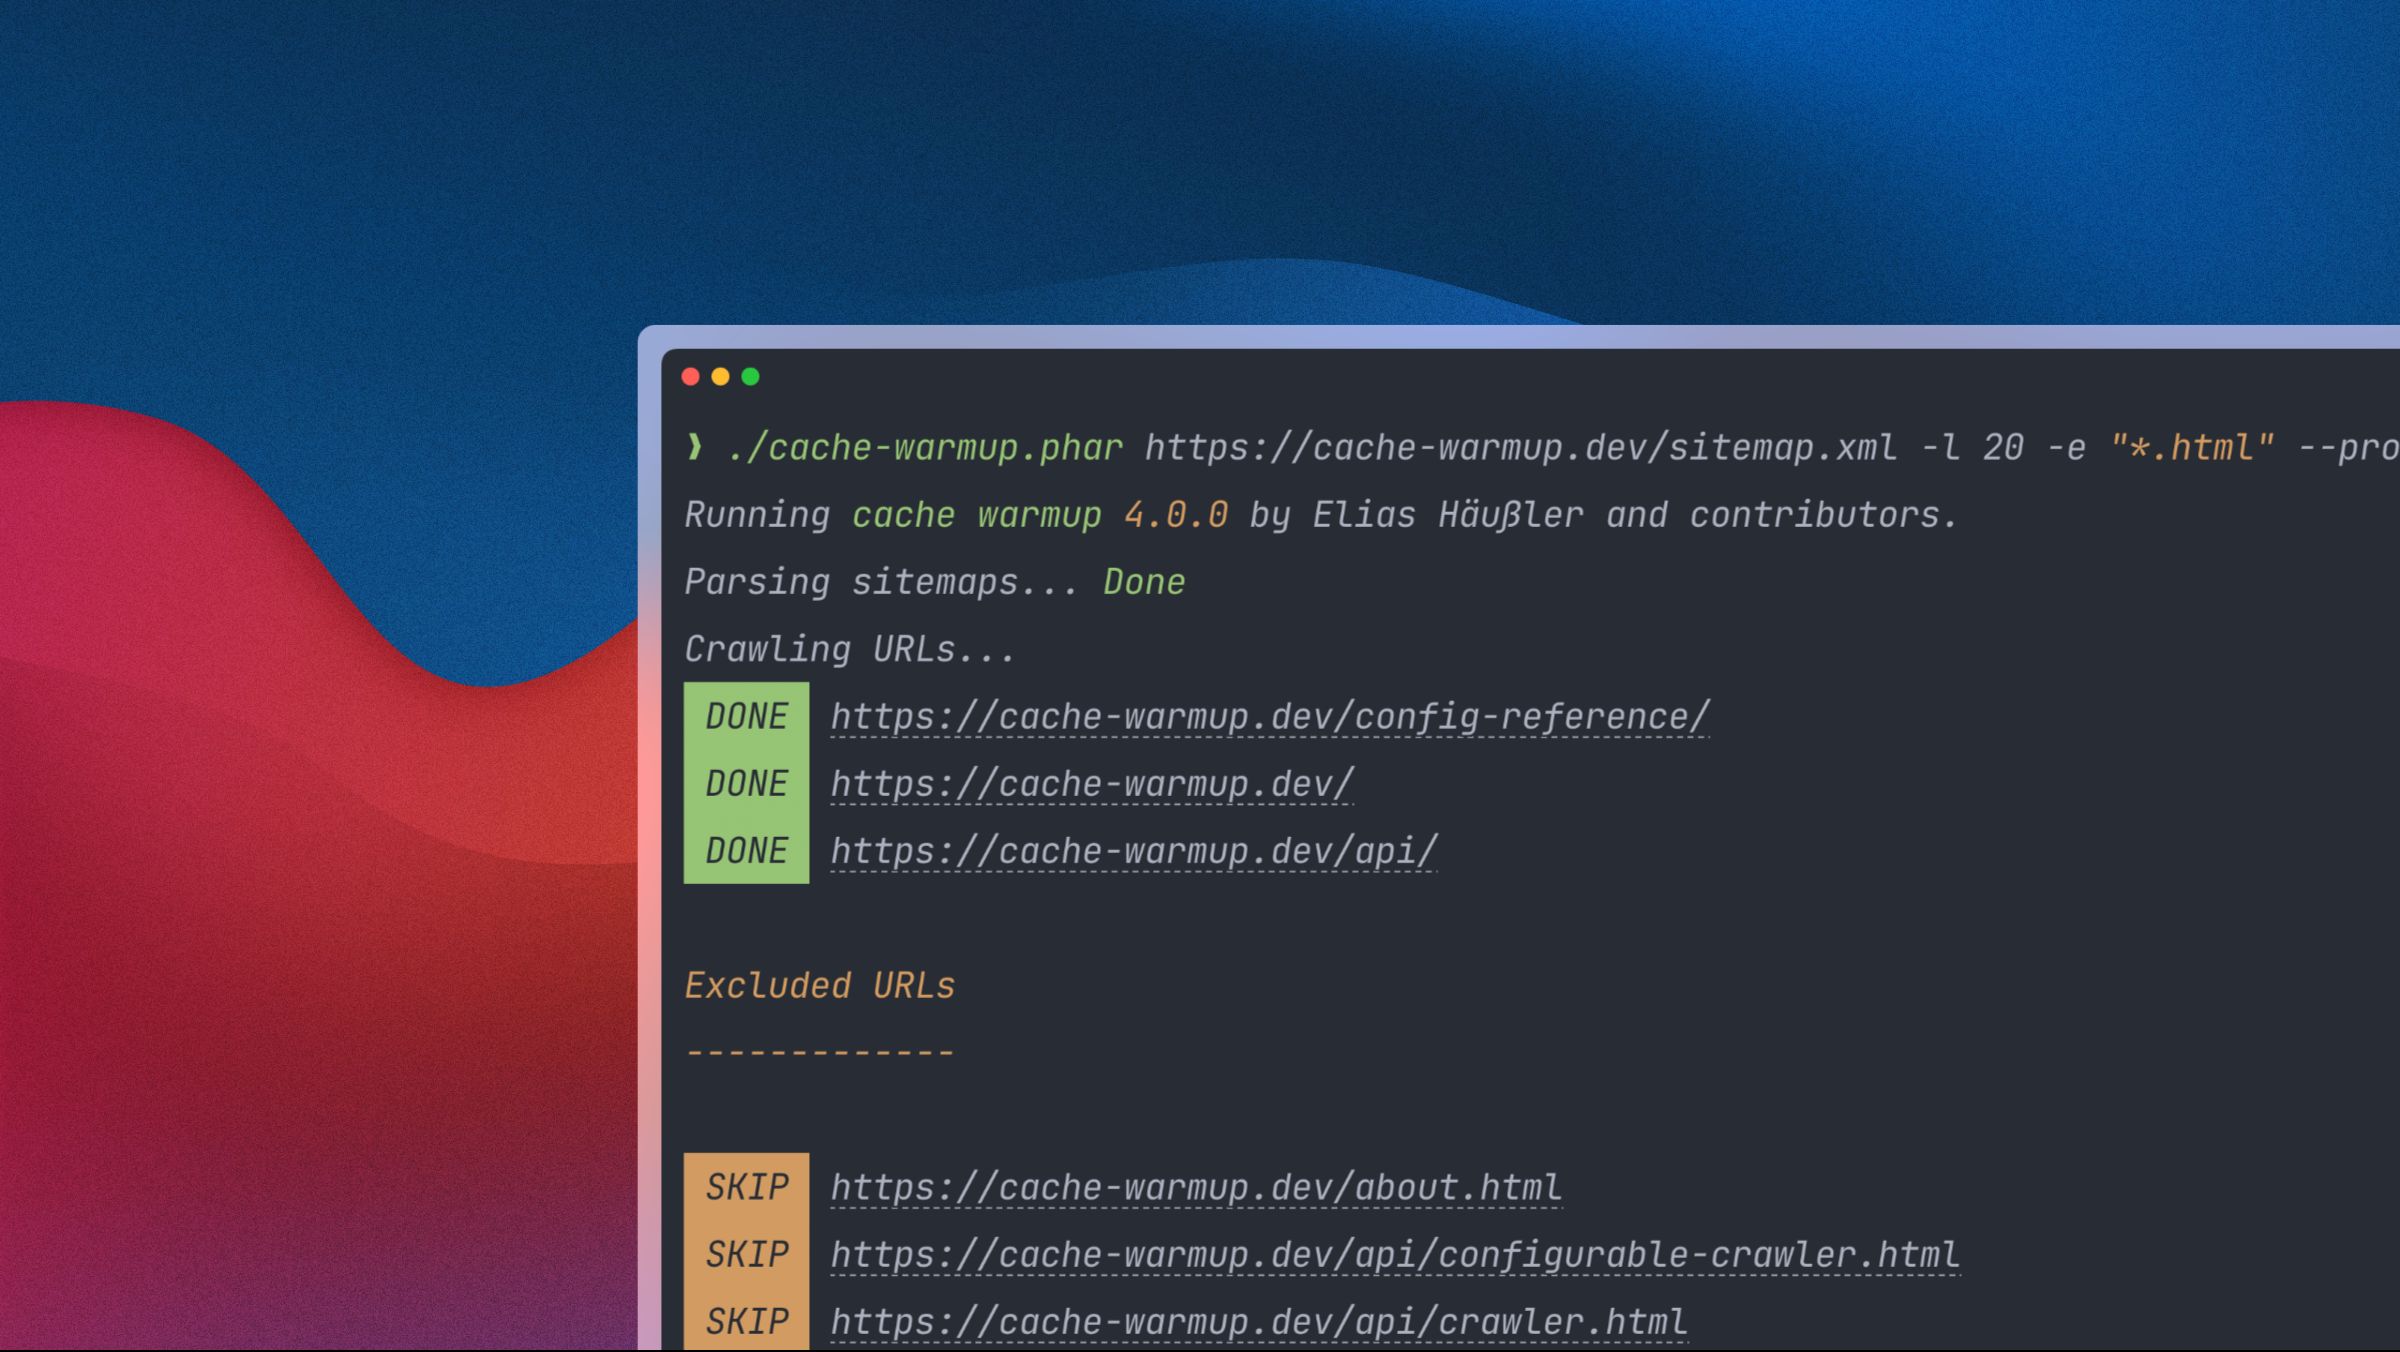 ❱ ./cache-warmup.phar https://cache-warmup.dev/sitemap.xml -l 20 -e "*.html" --pro
Running cache warmup 4.0.0 by Elias Häußler and contributors.
Parsing sitemaps... Done
Crawling URLs...
DONE https://cache-warmup.dev/config-reference/
DONE https://cache-warmup.dev/
DONE https://cache-warmup.dev/api/
Excluded URLs
-------------
SKIP https://cache-warmup.dev/about.html
SKIP https://cache-warmup.dev/api/configurable-crawler.html
SKIP https://cache-warmup.dev/api/crawler.html